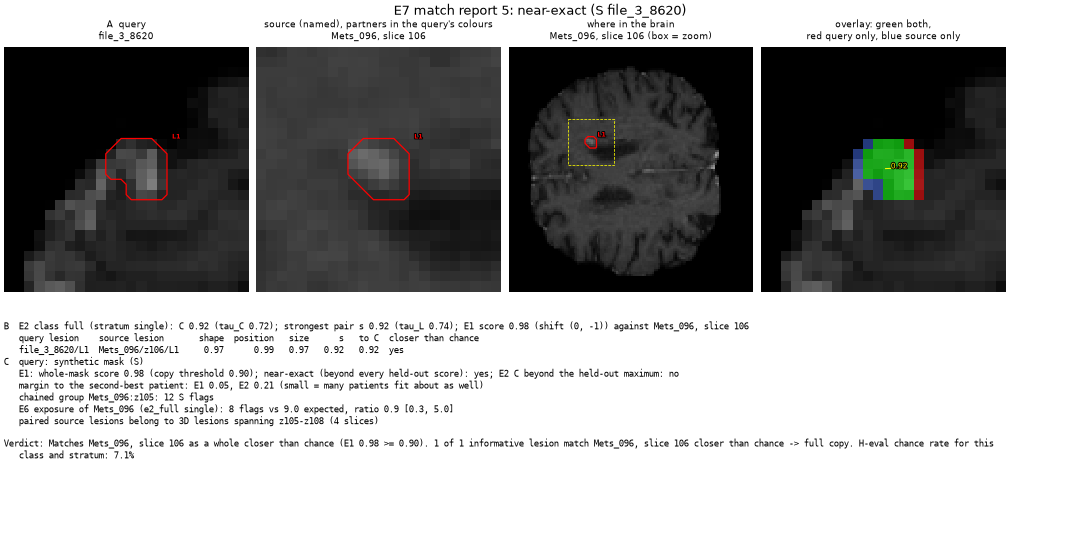 E7 match report 5: near-exact (S file_3_8620)
A query
file_3_8620
source (named), partners in the query's colours
Mets_096, slice 106
where in the brain
Mets_096, slice 106 (box = zoom)
overlay: green both,
red query only, blue source only
L1
L1
L1
0.92
B E2 class full (stratum single): C 0.92 (tau_C 0.72); strongest pair s 0.92 (tau_L 0.74); E1 score 0.98 (shift (0, -1)) against Mets_096, slice 106
query lesion source lesion shape position size s to C closer than chance
file_3_8620/L1 Mets_096/z106/L1 0.97 0.99 0.97 0.92 0.92 yes
C query: synthetic mask (S)
E1: whole-mask score 0.98 (copy threshold 0.90); near-exact (beyond every held-out score): yes; E2 C beyond the held-out maximum: no
margin to the second-best patient: E1 0.05, E2 0.21 (small = many patients fit about as well)
chained group Mets_096:z105: 12 S flags
E6 exposure of Mets_096 (e2_full single): 8 flags vs 9.0 expected, ratio 0.9 [0.3, 5.0]
paired source lesions belong to 3D lesions spanning z105-z108 (4 slices)
Verdict: Matches Mets_096, slice 106 as a whole closer than chance (E1 0.98 >= 0.90). 1 of 1 informative lesion match Mets_096, slice 106 closer than chance -> full copy. H-eval chance rate for this
class and stratum: 7.1%